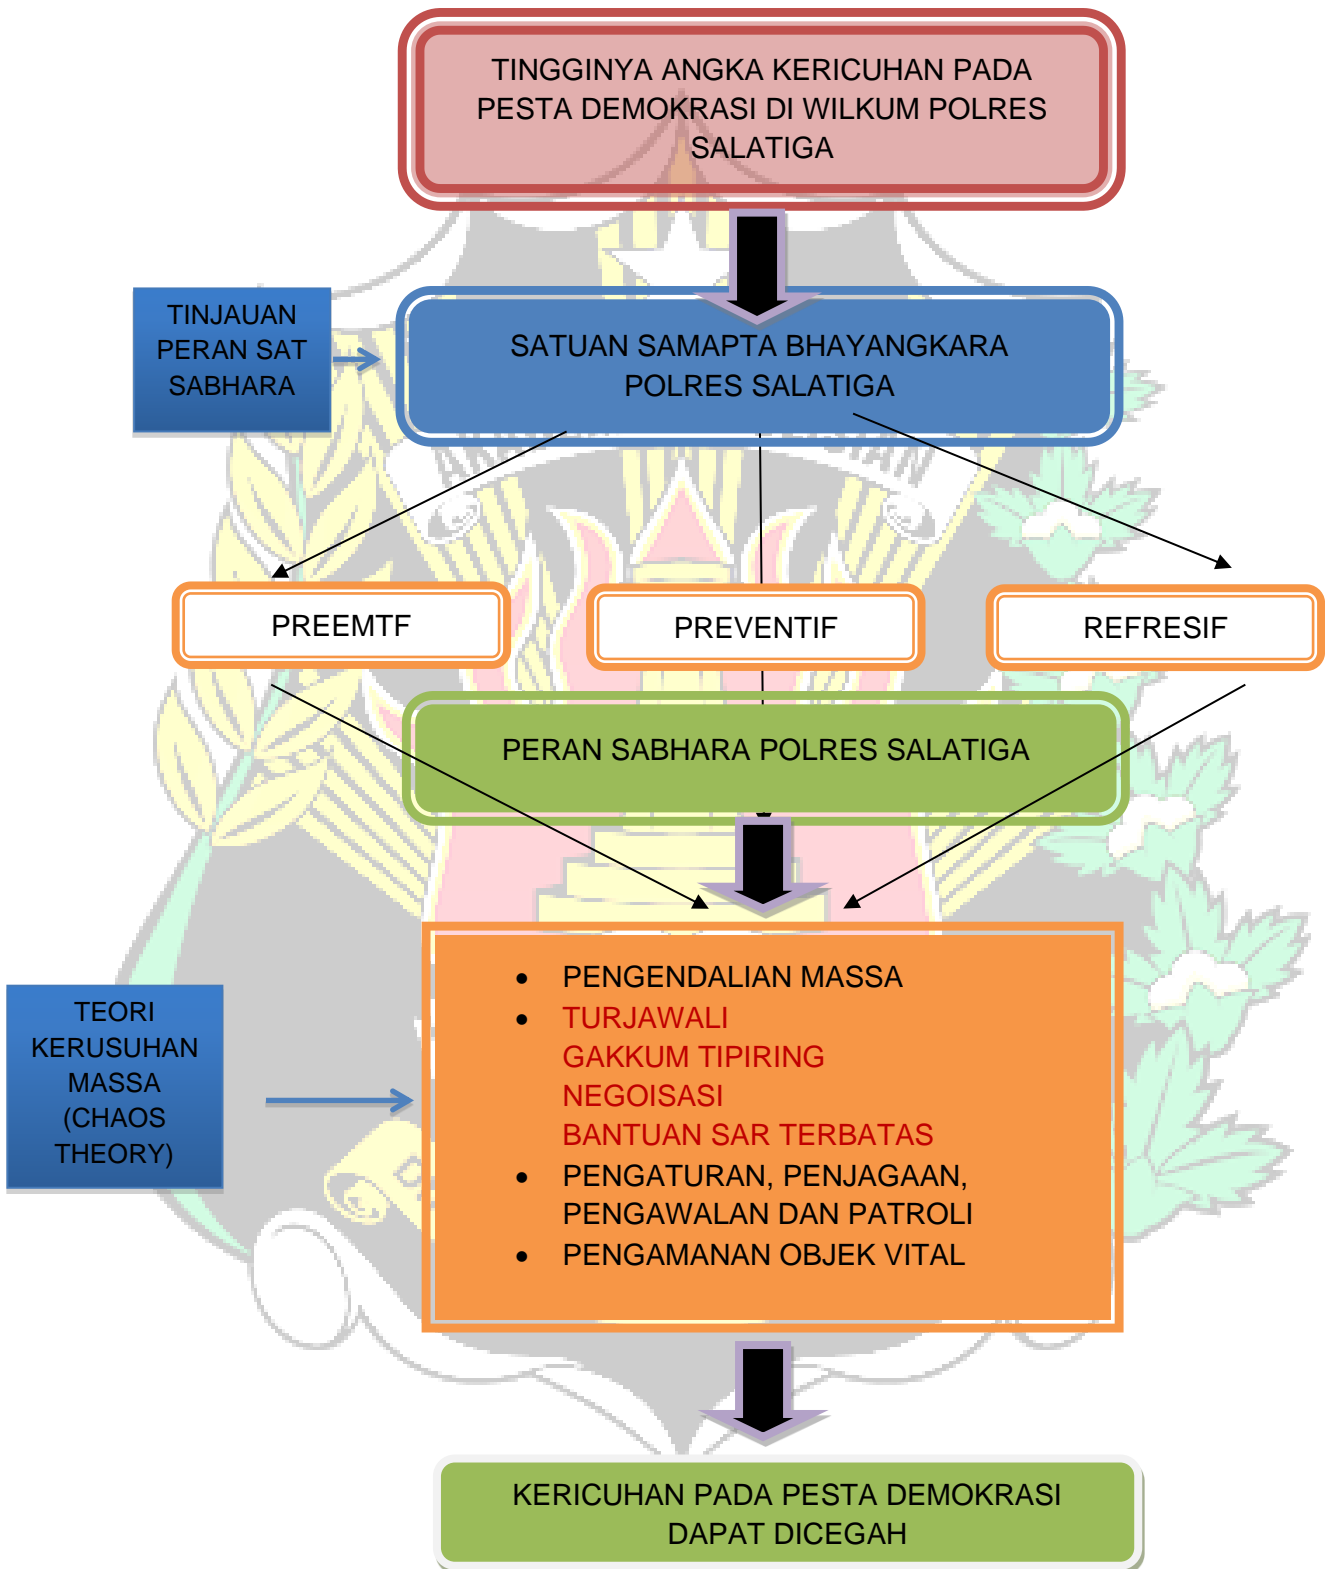 TINGGINYA ANGKA KERICUHAN PADA
PESTA DEMOKRASI DI WILKUM POLRES
SALATIGA
TINJAUAN
PERAN SAT
SABHARA
SATUAN SAMAPTA BHAYANGKARA
POLRES SALATIGA
PREEMTF
PREVENTIF
REFRESIF
PERAN SABHARA POLRES SALATIGA
TEORI
KERUSUHAN
MASSA
(CHAOS
THEORY)
• PENGENDALIAN MASSA
• TURJAWALI
GAKKUM TIPIRING
NEGOISASI
BANTUAN SAR TERBATAS
• PENGATURAN, PENJAGAAN,
PENGAWALAN DAN PATROLI
• PENGAMANAN OBJEK VITAL
KERICUHAN PADA PESTA DEMOKRASI
DAPAT DICEGAH